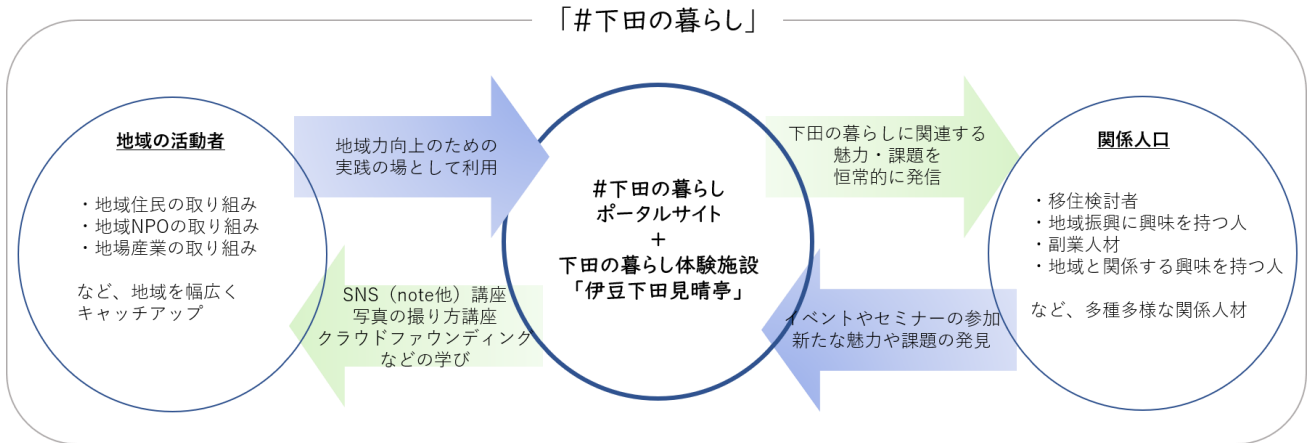 「#下田の暮らし」
地域の活動者
・地域住民の取り組み
・地域NPOの取り組み
・地場産業の取り組み
など、地域を幅広く
キャッチアップ
地域力向上のための
実践の場として利用
SNS（note他）講座
写真の撮り方講座
クラウドファウンディング
などの学び
#下田の暮らし
ポータルサイト
+
下田の暮らし体験施設
「伊豆下田見晴亭」
下田の暮らしに関連する
魅力・課題を
恒常的に発信
イベントやセミナーの参加
新たな魅力や課題の発見
関係人口
・移住検討者
・地域振興に興味を持つ人
・副業人材
・地域と関係する興味を持つ人
など、多種多様な関係人材